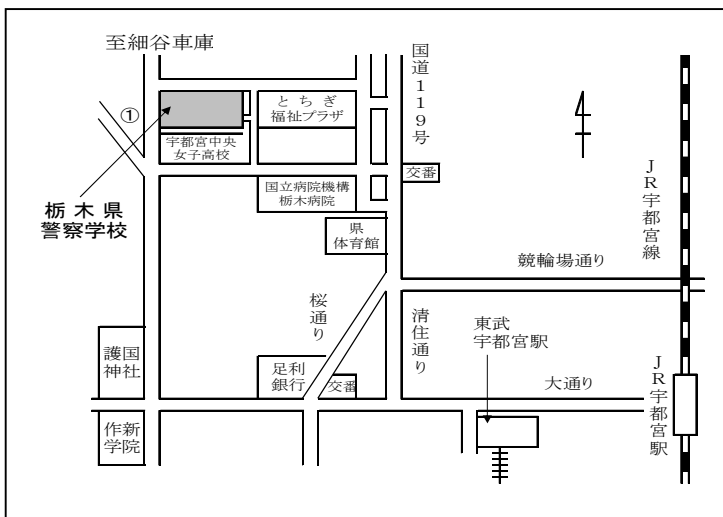 至細谷車庫
国道119号
①
とちぎ
福祉プラザ
宇都宮中央
女子高校
交番
国立病院機構
栃木病院
栃木県
警察学校
県
体育館
JR宇都宮線
競輪場通り
桜通り
清住通り
東武
宇都宮駅
護国
神社
足利
銀行
交番
大通り
JR宇都宮駅
作新
学院